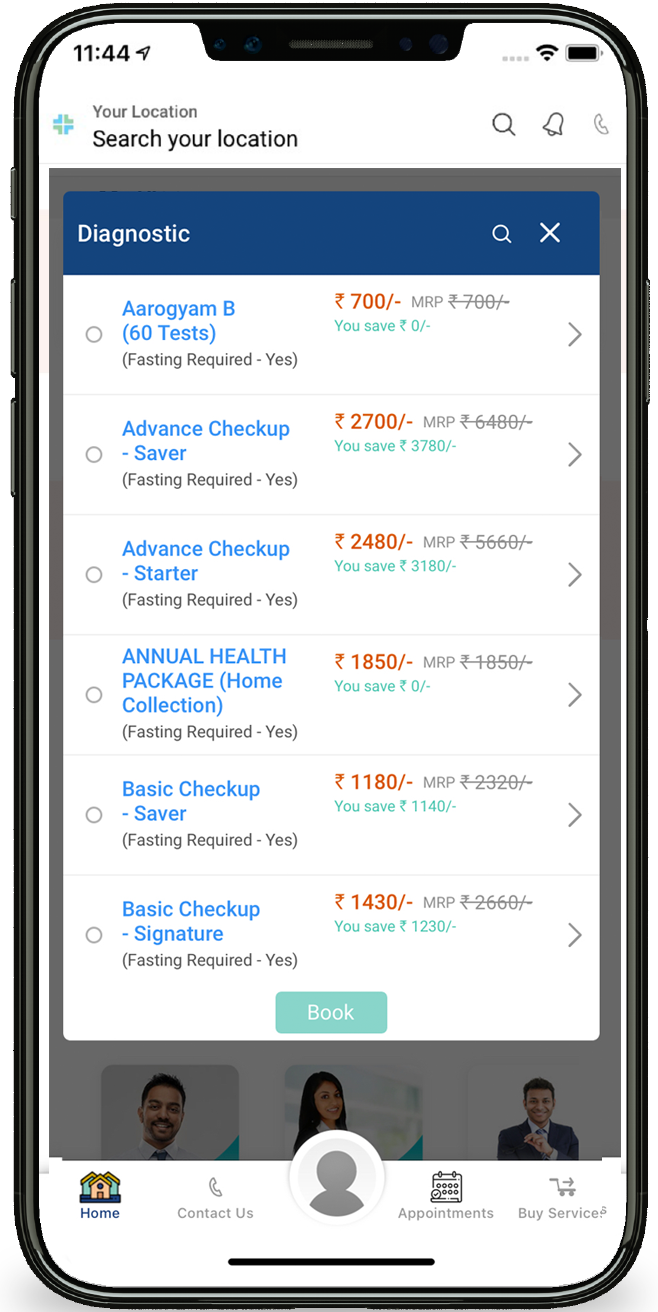 11:44
Your Location
Search your location
Diagnostic
Aarogyam B
(60 Tests)
(Fasting Required - Yes)
₹ 700/- MRP ₹ 700/-
You save ₹ 0/-
Advance Checkup
- Saver
(Fasting Required - Yes)
₹ 2700/- MRP ₹ 6480/-
You save ₹ 3780/-
Advance Checkup
- Starter
(Fasting Required - Yes)
₹ 2480/- MRP ₹ 5660/-
You save ₹ 3180/-
ANNUAL HEALTH
PACKAGE (Home
Collection)
(Fasting Required - Yes)
₹ 1850/- MRP ₹ 1850/-
You save ₹ 0/-
Basic Checkup
- Saver
(Fasting Required - Yes)
₹ 1180/- MRP ₹ 2320/-
You save ₹ 1140/-
Basic Checkup
- Signature
(Fasting Required - Yes)
₹ 1430/- MRP ₹ 2660/-
You save ₹ 1230/-
Book
Home
Contact Us
Appointments
Buy Services